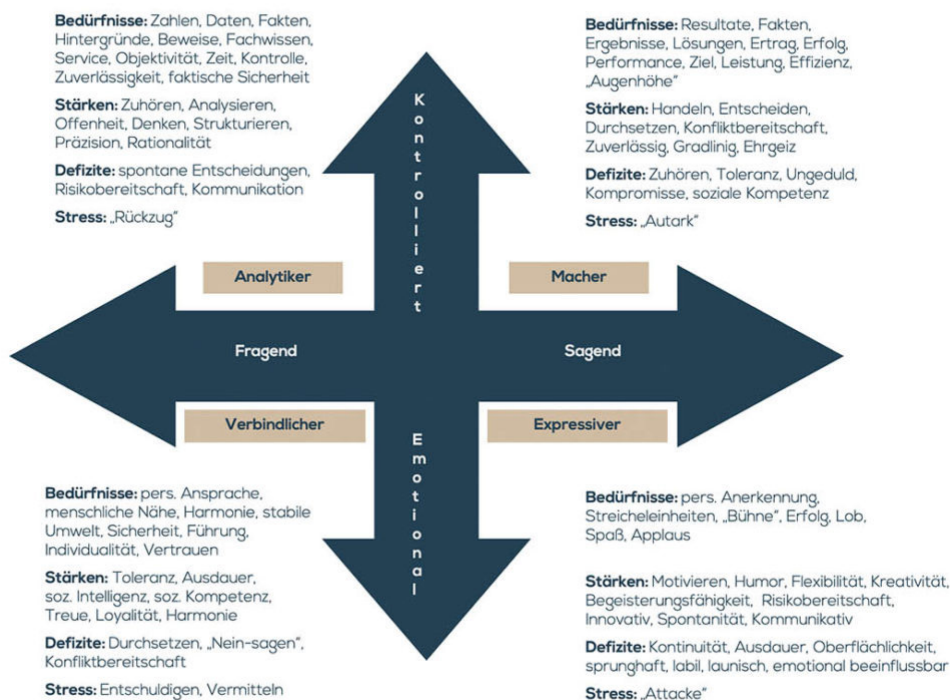 Bedürfnisse: Zahlen, Daten, Fakten,
Hintergründe, Beweise, Fachwissen,
Service, Objektivität, Zeit, Kontrolle,
Zuverlässigkeit, faktische Sicherheit
Stärken: Zuhören, Analysieren,
Offenheit, Denken, Strukturieren,
Präzision, Rationalität
Defizite: spontane Entscheidungen,
Risikobereitschaft, Kommunikation
Stress: „Rückzug“
Bedürfnisse: Resultate, Fakten,
Ergebnisse, Lösungen, Ertrag, Erfolg,
Performance, Ziel, Leistung, Effizienz,
„Augenhöhe“
Stärken: Handeln, Entscheiden,
Durchsetzen, Konfliktbereitschaft,
Zuverlässig, Gradlinig, Ehrgeiz
Defizite: Zuhören, Toleranz, Ungeduld,
Kompromisse, soziale Kompetenz
Stress: „Autark“
Kontrolliert
Analytiker
Macher
Fragend
Sagend
Verbindlicher
Expressiver
Emotional
Bedürfnisse: pers. Ansprache,
menschliche Nähe, Harmonie, stabile
Umwelt, Sicherheit, Führung,
Individualität, Vertrauen
Stärken: Toleranz, Ausdauer,
soz. Intelligenz, soz. Kompetenz,
Treue, Loyalität, Harmonie
Defizite: Durchsetzen, „Nein-sagen“,
Konfliktbereitschaft
Stress: Entschuldigen, Vermitteln
Bedürfnisse: pers. Anerkennung,
Streicheleinheiten, „Bühne“, Erfolg, Lob,
Spaß, Applaus
Stärken: Motivieren, Humor, Flexibilität, Kreativität,
Begeisterungsfähigkeit, Risikobereitschaft,
Innovativ, Spontanität, Kommunikativ
Defizite: Kontinuität, Ausdauer, Oberflächlichkeit,
sprunghaft, labil, launisch, emotional beeinflussbar
Stress: „Attacke“